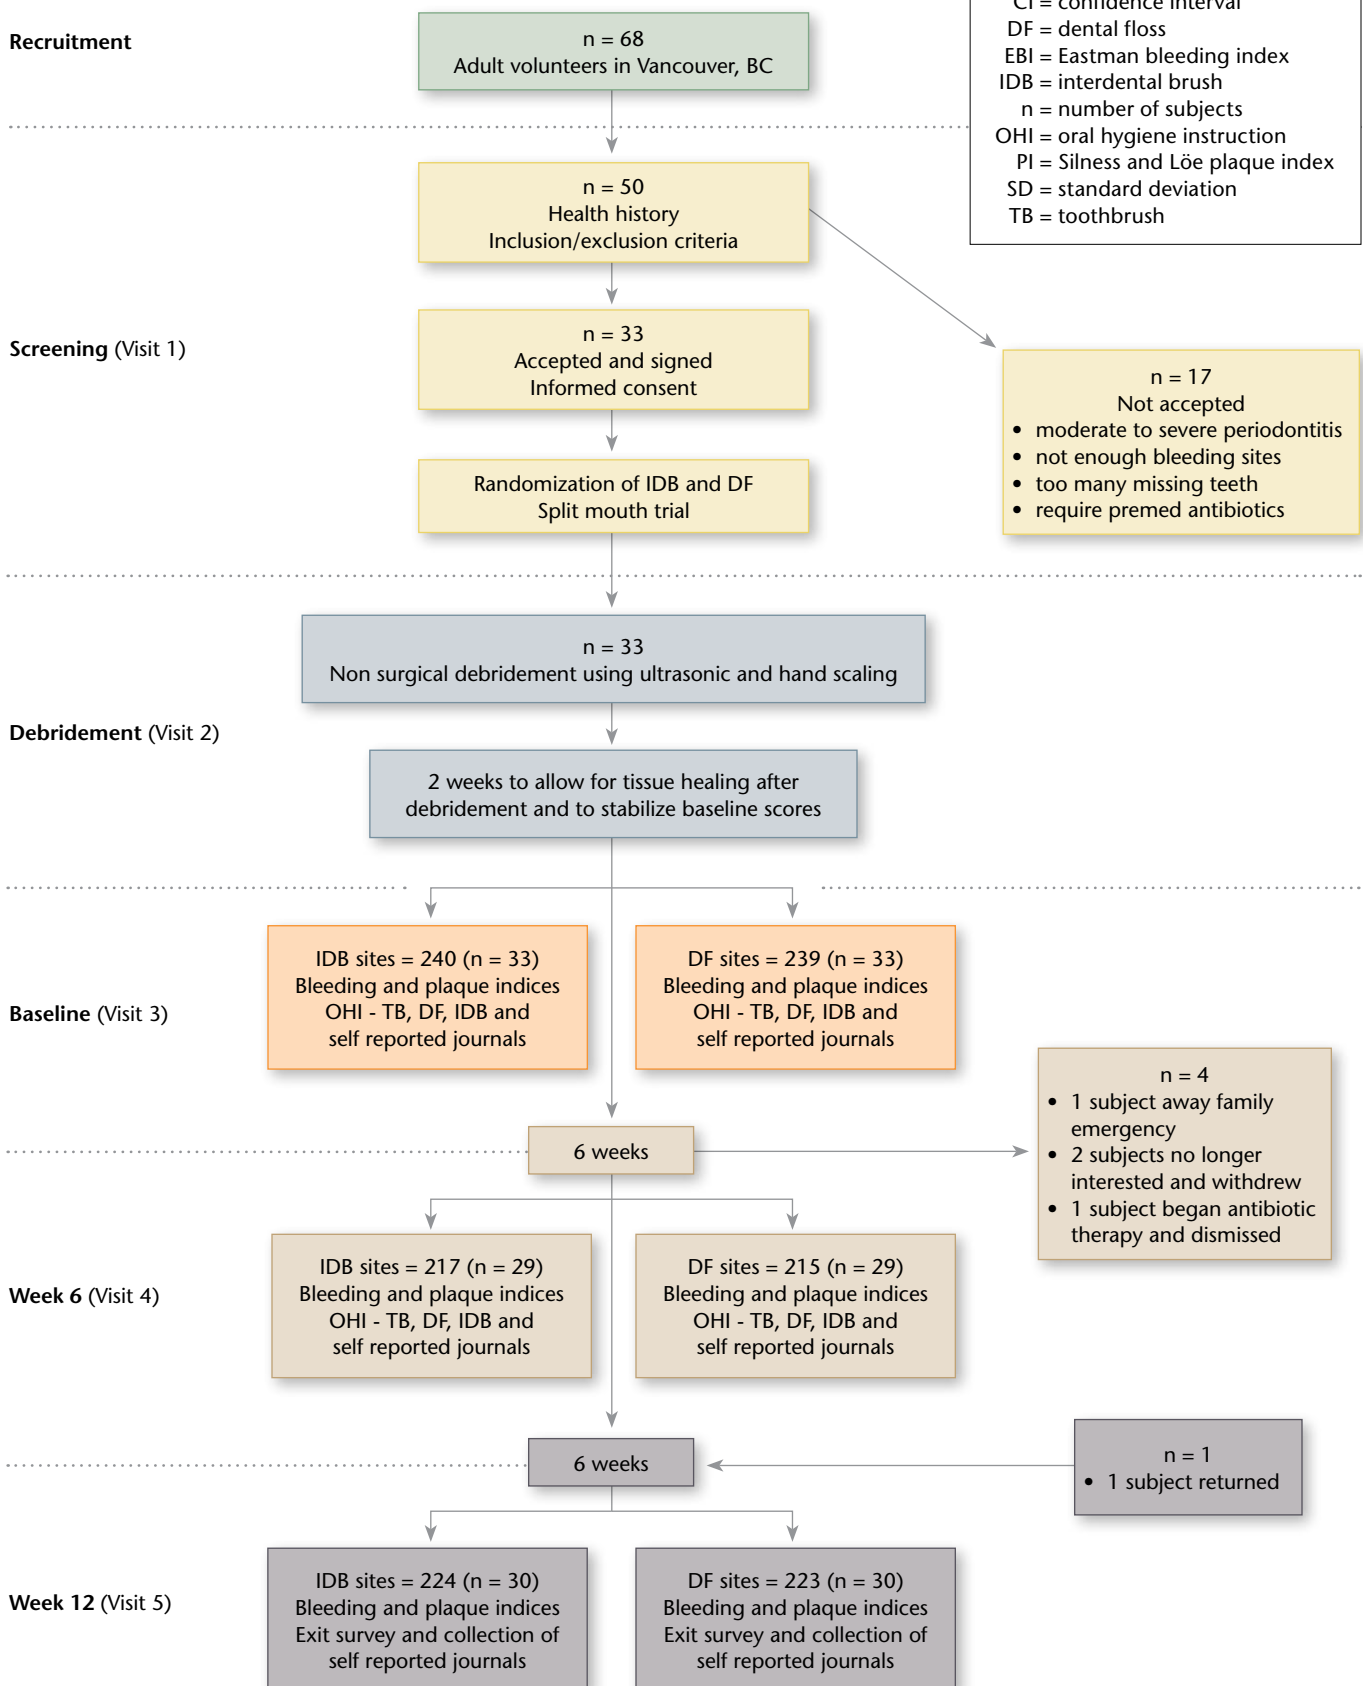 CI = confidence interval
DF = dental floss
EBI = Eastman bleeding index
IDB = interdental brush
n = number of subjects
OHI = oral hygiene instruction
PI = Silness and Löe plaque index
SD = standard deviation
TB = toothbrush
Recruitment
n = 68
Adult volunteers in Vancouver, BC
n = 50
Health history
Inclusion/exclusion criteria
Screening (Visit 1)
n = 33
Accepted and signed
Informed consent
n = 17
Not accepted
• moderate to severe periodontitis
• not enough bleeding sites
• too many missing teeth
• require premed antibiotics
Randomization of IDB and DF
Split mouth trial
n = 33
Non surgical debridement using ultrasonic and hand scaling
Debridement (Visit 2)
2 weeks to allow for tissue healing after
debridement and to stabilize baseline scores
Baseline (Visit 3)
IDB sites = 240 (n = 33)
Bleeding and plaque indices
OHI - TB, DF, IDB and
self reported journals
DF sites = 239 (n = 33)
Bleeding and plaque indices
OHI - TB, DF, IDB and
self reported journals
6 weeks
n = 4
• 1 subject away family
emergency
• 2 subjects no longer
interested and withdrew
• 1 subject began antibiotic
therapy and dismissed
Week 6 (Visit 4)
IDB sites = 217 (n = 29)
Bleeding and plaque indices
OHI - TB, DF, IDB and
self reported journals
DF sites = 215 (n = 29)
Bleeding and plaque indices
OHI - TB, DF, IDB and
self reported journals
6 weeks
n = 1
• 1 subject returned
Week 12 (Visit 5)
IDB sites = 224 (n = 30)
Bleeding and plaque indices
Exit survey and collection of
self reported journals
DF sites = 223 (n = 30)
Bleeding and plaque indices
Exit survey and collection of
self reported journals